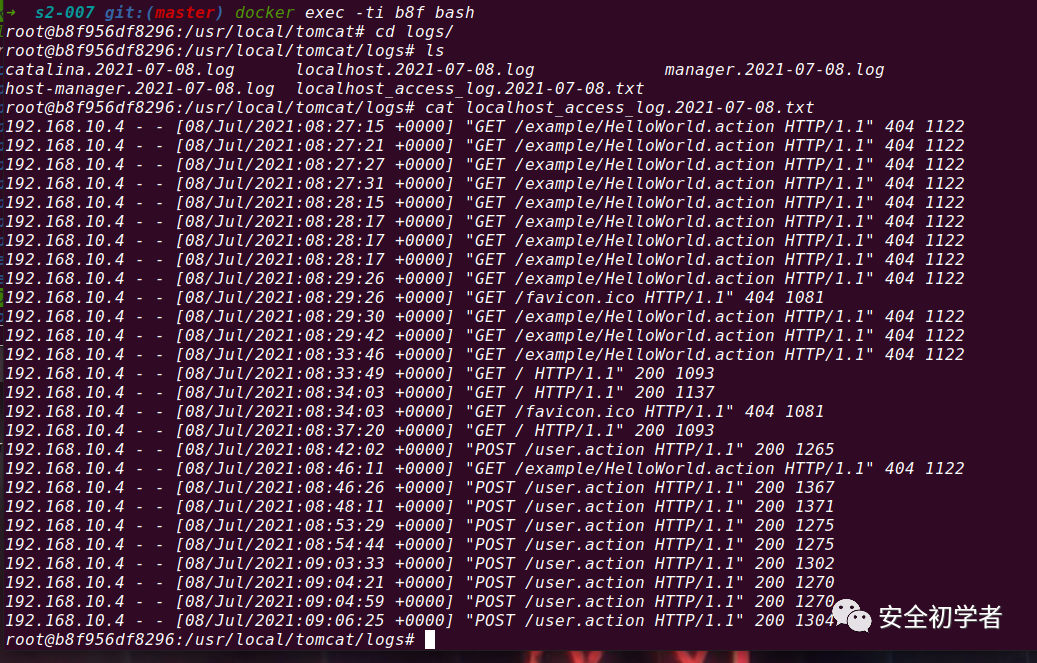 → s2-007 git:(master) docker exec -ti b8f bash
root@b8f956df8296:/usr/local/tomcat# cd logs/
root@b8f956df8296:/usr/local/tomcat/logs# ls
catalina.2021-07-08.log localhost.2021-07-08.log manager.2021-07-08.log
host-manager.2021-07-08.log localhost_access_log.2021-07-08.txt
root@b8f956df8296:/usr/local/tomcat/logs# cat localhost_access_log.2021-07-08.txt
192.168.10.4 - - [08/Jul/2021:08:27:15 +0000] "GET /example/HelloWorld.action HTTP/1.1" 404 1122
192.168.10.4 - - [08/Jul/2021:08:27:21 +0000] "GET /example/HelloWorld.action HTTP/1.1" 404 1122
192.168.10.4 - - [08/Jul/2021:08:27:27 +0000] "GET /example/HelloWorld.action HTTP/1.1" 404 1122
192.168.10.4 - - [08/Jul/2021:08:27:31 +0000] "GET /example/HelloWorld.action HTTP/1.1" 404 1122
192.168.10.4 - - [08/Jul/2021:08:28:15 +0000] "GET /example/HelloWorld.action HTTP/1.1" 404 1122
192.168.10.4 - - [08/Jul/2021:08:28:17 +0000] "GET /example/HelloWorld.action HTTP/1.1" 404 1122
192.168.10.4 - - [08/Jul/2021:08:28:17 +0000] "GET /example/HelloWorld.action HTTP/1.1" 404 1122
192.168.10.4 - - [08/Jul/2021:08:28:17 +0000] "GET /example/HelloWorld.action HTTP/1.1" 404 1122
192.168.10.4 - - [08/Jul/2021:08:29:26 +0000] "GET /example/HelloWorld.action HTTP/1.1" 404 1122
192.168.10.4 - - [08/Jul/2021:08:29:26 +0000] "GET /favicon.ico HTTP/1.1" 404 1081
192.168.10.4 - - [08/Jul/2021:08:29:30 +0000] "GET /example/HelloWorld.action HTTP/1.1" 404 1122
192.168.10.4 - - [08/Jul/2021:08:29:42 +0000] "GET /example/HelloWorld.action HTTP/1.1" 404 1122
192.168.10.4 - - [08/Jul/2021:08:33:46 +0000] "GET /example/HelloWorld.action HTTP/1.1" 404 1122
192.168.10.4 - - [08/Jul/2021:08:33:49 +0000] "GET / HTTP/1.1" 200 1093
192.168.10.4 - - [08/Jul/2021:08:34:03 +0000] "GET / HTTP/1.1" 200 1137
192.168.10.4 - - [08/Jul/2021:08:34:03 +0000] "GET /favicon.ico HTTP/1.1" 404 1081
192.168.10.4 - - [08/Jul/2021:08:37:20 +0000] "GET / HTTP/1.1" 200 1093
192.168.10.4 - - [08/Jul/2021:08:42:02 +0000] "POST /user.action HTTP/1.1" 200 1265
192.168.10.4 - - [08/Jul/2021:08:46:11 +0000] "GET /example/HelloWorld.action HTTP/1.1" 404 1122
192.168.10.4 - - [08/Jul/2021:08:46:26 +0000] "POST /user.action HTTP/1.1" 200 1367
192.168.10.4 - - [08/Jul/2021:08:48:11 +0000] "POST /user.action HTTP/1.1" 200 1371
192.168.10.4 - - [08/Jul/2021:08:53:29 +0000] "POST /user.action HTTP/1.1" 200 1275
192.168.10.4 - - [08/Jul/2021:08:54:44 +0000] "POST /user.action HTTP/1.1" 200 1275
192.168.10.4 - - [08/Jul/2021:09:03:33 +0000] "POST /user.action HTTP/1.1" 200 1302
192.168.10.4 - - [08/Jul/2021:09:04:21 +0000] "POST /user.action HTTP/1.1" 200 1270
192.168.10.4 - - [08/Jul/2021:09:04:59 +0000] "POST /user.action HTTP/1.1" 200 1270
192.168.10.4 - - [08/Jul/2021:09:06:25 +0000] "POST /user.action HTTP/1.1" 200 1304
安全初学者
root@b8f956df8296:/usr/local/tomcat/logs#